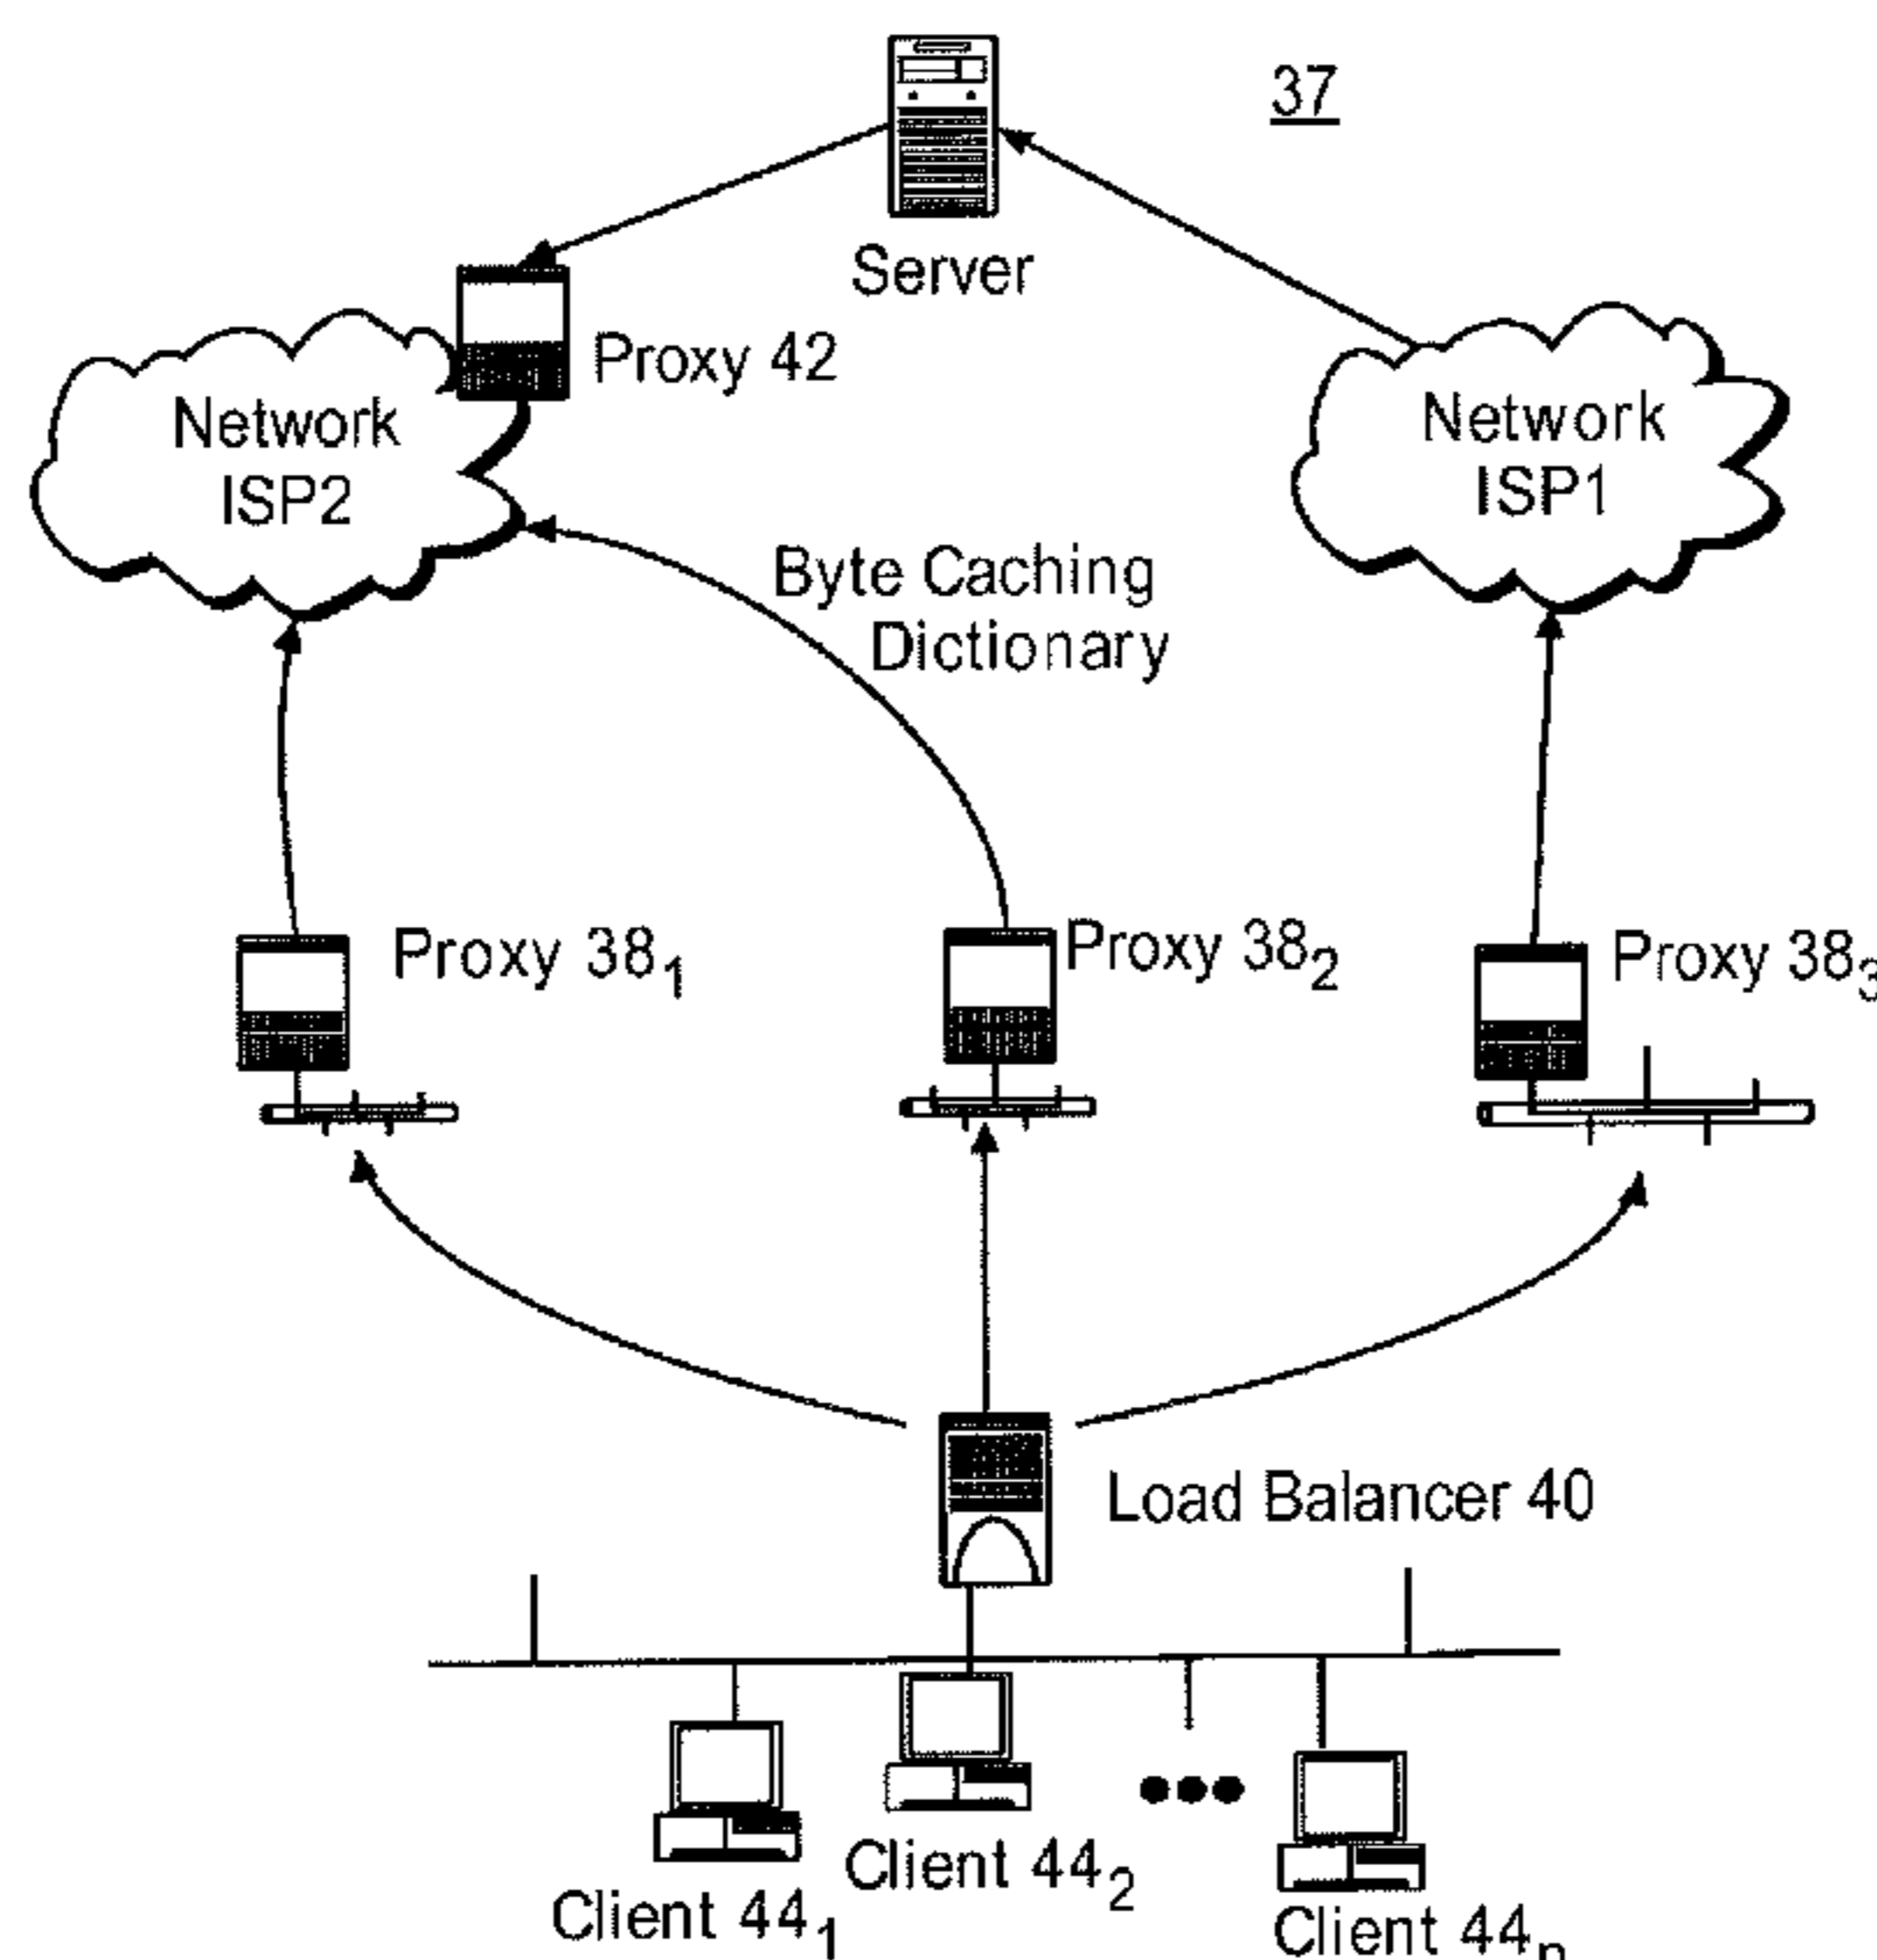 37
Server
Proxy 42
Network
ISP2
Network
ISP1
Byte Caching
Dictionary
Proxy 38₁
Proxy 38₂
Proxy 38₃
Load Balancer 40
Client 44₁
Client 44₂
Client 44ₙ